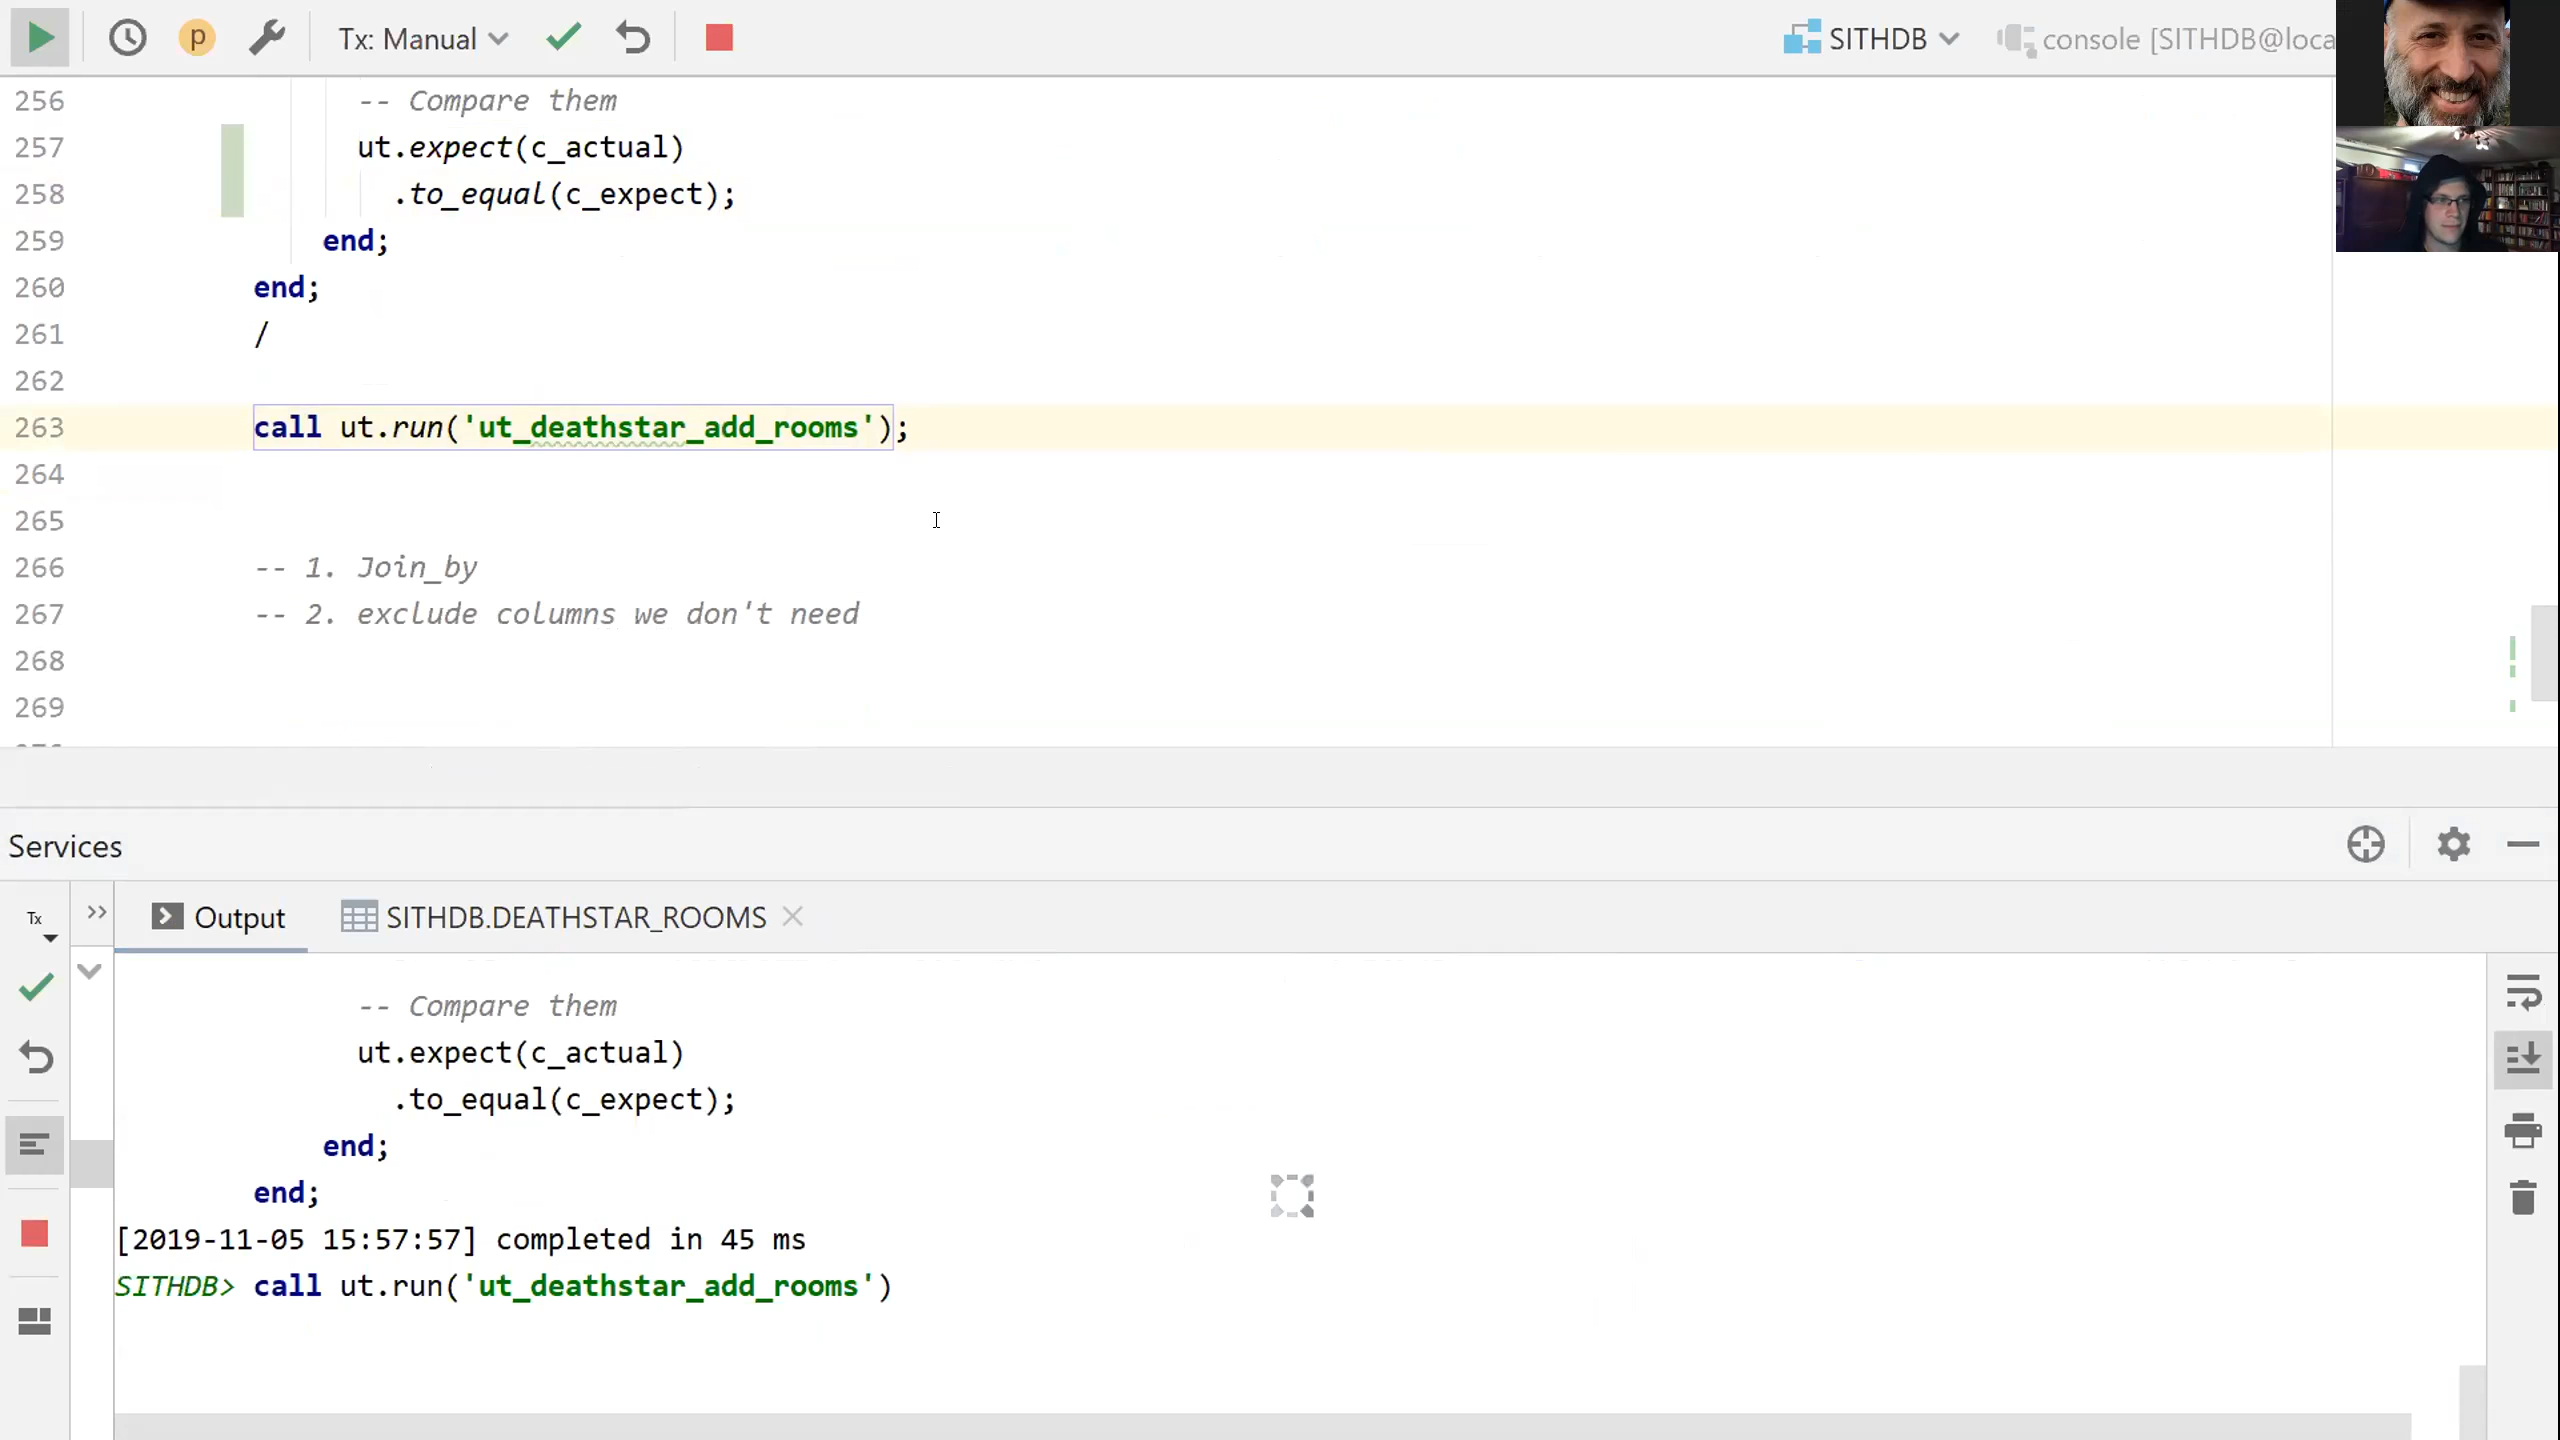 p Tx: Manual SITHDB console [SITHDB@loca
256 -- Compare them
257 ut.expect(c_actual)
258 .to_equal(c_expect);
259 end;
260 end;
261 /
262
263 call ut.run('ut_deathstar_add_rooms');
264
265
266 -- 1. Join_by
267 -- 2. exclude columns we don't need
268
269
Services
Tx Output SITHDB.DEATHSTAR_ROOMS
-- Compare them
ut.expect(c_actual)
.to_equal(c_expect);
end;
end;
[2019-11-05 15:57:57] completed in 45 ms
SITHDB> call ut.run('ut_deathstar_add_rooms')